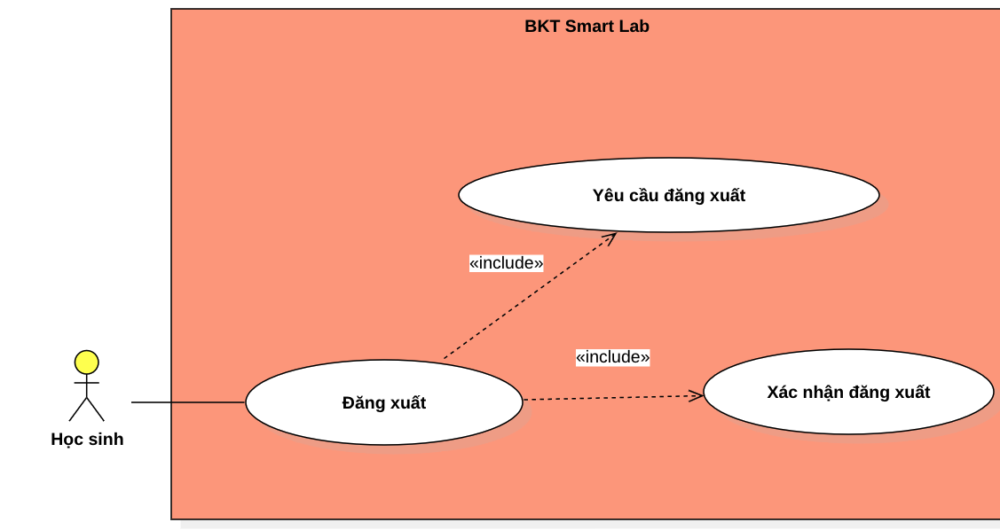 BKT Smart Lab
Yêu cầu đăng xuất
«include»
«include»
Xác nhận đăng xuất
Đăng xuất
Học sinh